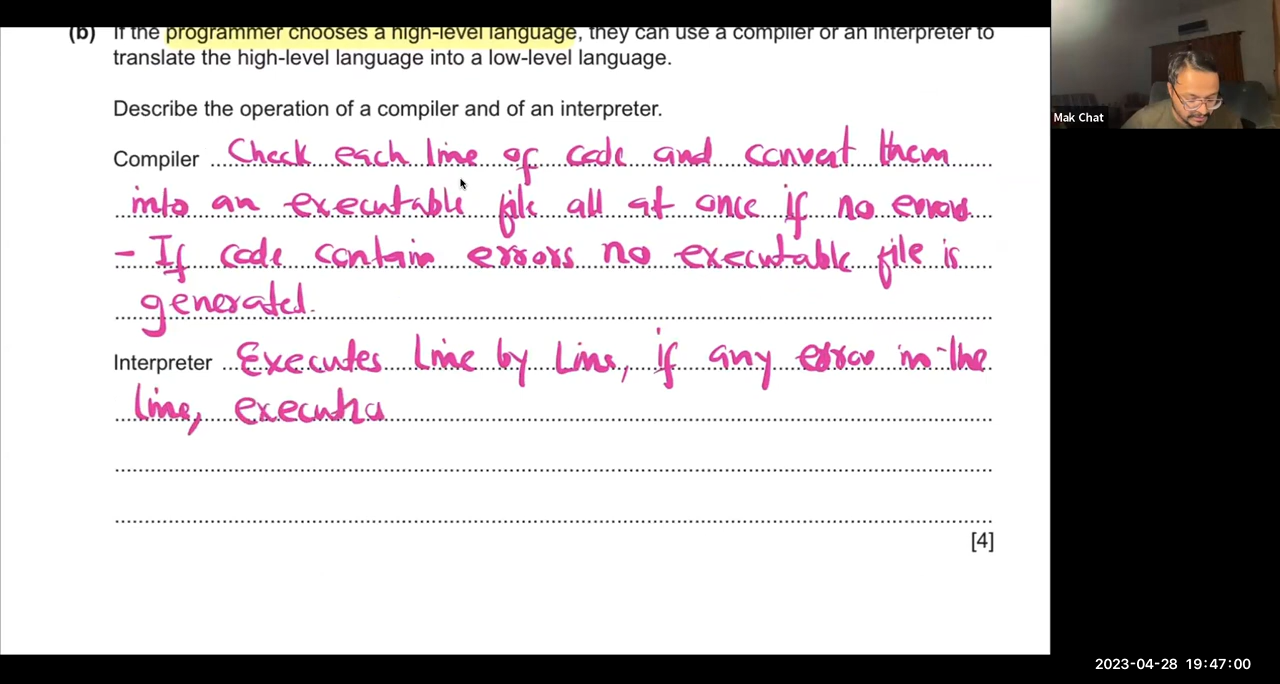 (b) If the programmer chooses a high-level language, they can use a compiler or an interpreter to
translate the high-level language into a low-level language.
Describe the operation of a compiler and of an interpreter.
Compiler Check each line of code and convert them
into an executable file all at once if no errors
- If code contain errors no executable file is
generated.
Interpreter Executes line by line, if any error in the
line, executio
[4]
Mak Chat
2023-04-28 19:47:00